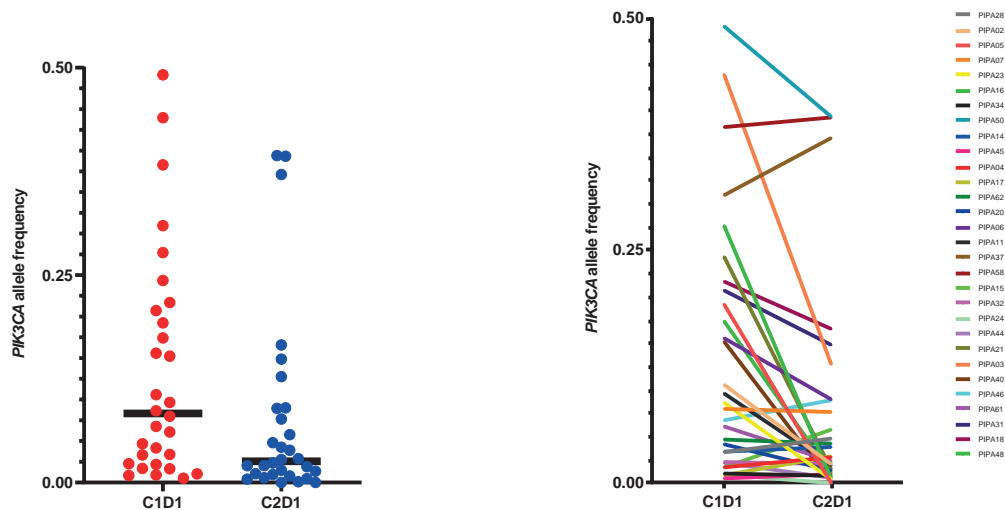 0.50
0.25
0.00
PIK3CA allele frequency
C1D1
C2D1
0.50
0.25
0.00
PIK3CA allele frequency
C1D1
C2D1
PIPA28
PIPA02
PIPA05
PIPA07
PIPA23
PIPA16
PIPA34
PIPA50
PIPA14
PIPA45
PIPA04
PIPA17
PIPA62
PIPA20
PIPA06
PIPA11
PIPA37
PIPA58
PIPA15
PIPA32
PIPA24
PIPA44
PIPA21
PIPA03
PIPA40
PIPA46
PIPA61
PIPA31
PIPA18
PIPA48